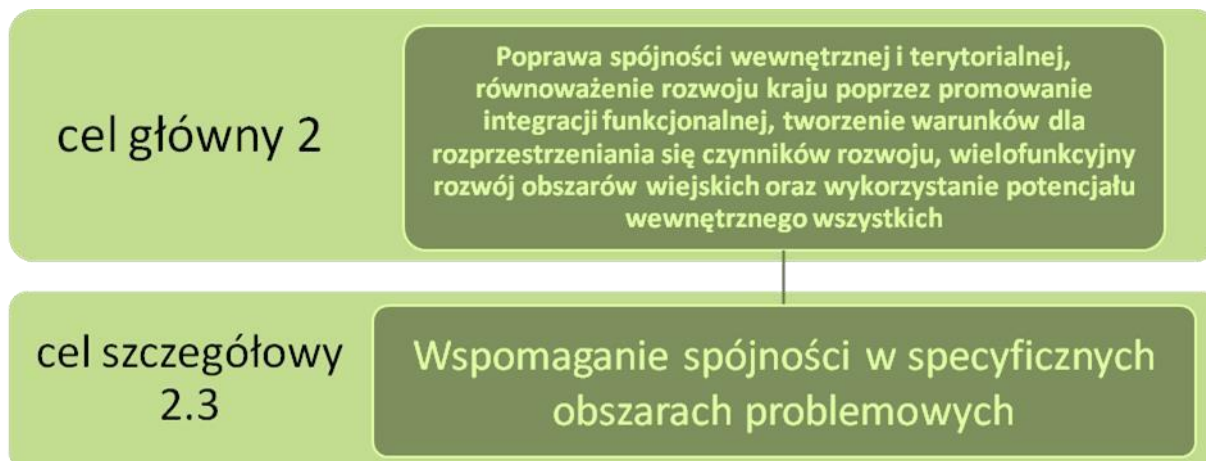 cel główny 2
Poprawa spójności wewnętrznej i terytorialnej,
równoważenie rozwoju kraju poprzez promowanie
integracji funkcjonalnej, tworzenie warunków dla
rozprzestrzeniania się czynników rozwoju, wielofunkcyjny
rozwój obszarów wiejskich oraz wykorzystanie potencjału
wewnętrznego wszystkich
cel szczegółowy
2.3
Wspomaganie spójności w specyficznych
obszarach problemowych